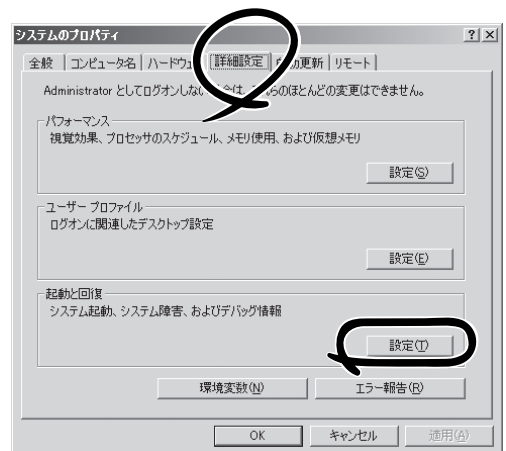 システムのプロパティ
全般 コンピュータ名 ハードウェ 詳細設定 動更新 リモート
Administrator としてログオンしない 合は、これらのほとんどの変更はできません。
パフォーマンス
視覚効果、プロセッサのスケジュール、メモリ使用、および仮想メモリ
設定(S)
ユーザー プロファイル
ログオンに関連したデスクトップ設定
設定(E)
起動と回復
システム起動、システム障害、およびデバッグ情報
設定(T)
環境変数(N) エラー報告(R)
OK キャンセル 適用(A)